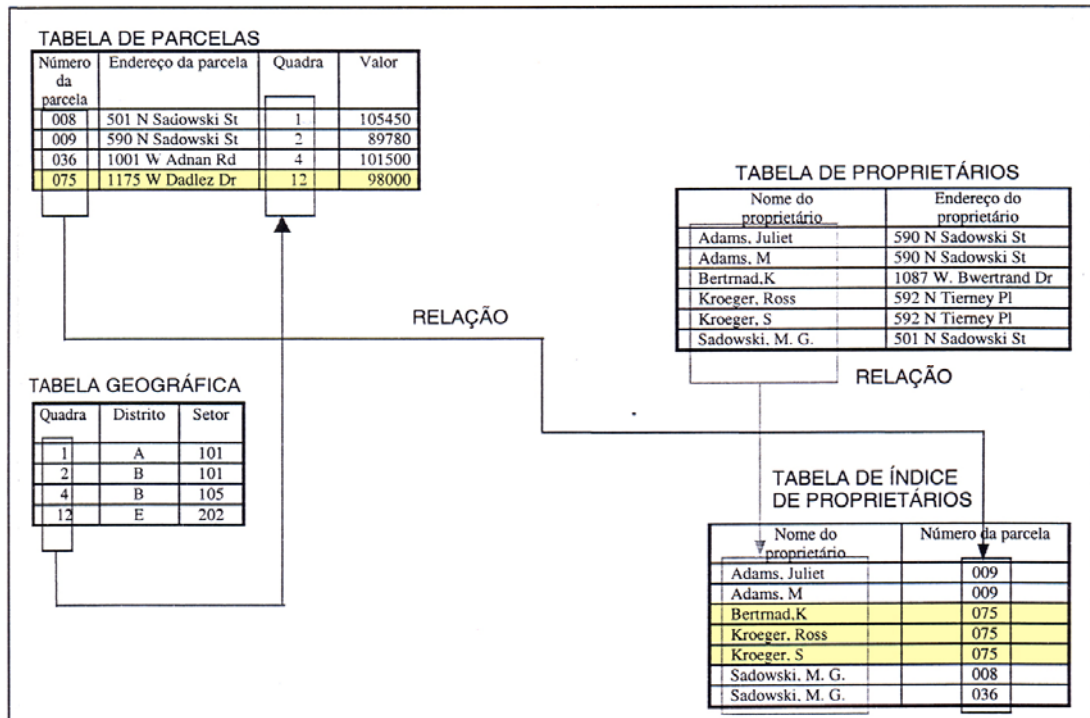 TABELA DE PARCELAS
Número da parcela Endereço da parcela Quadra Valor
008 501 N Sadowski St 1 105450
009 590 N Sadowski St 2 89780
036 1001 W Adnan Rd 4 101500
075 1175 W Dadlez Dr 12 98000
TABELA DE PROPRIETÁRIOS
Nome do proprietário Endereço do proprietário
Adams, Juliet 590 N Sadowski St
Adams, M 590 N Sadowski St
Bertrnad,K 1087 W. Bwertrand Dr
Kroeger, Ross 592 N Tierney Pl
Kroeger, S 592 N Tierney Pl
Sadowski, M. G. 501 N Sadowski St
RELAÇÃO
RELAÇÃO
TABELA GEOGRÁFICA
Quadra Distrito Setor
1 A 101
2 B 101
4 B 105
12 E 202
TABELA DE ÍNDICE
DE PROPRIETÁRIOS
Nome do proprietário Número da parcela
Adams, Juliet 009
Adams, M 009
Bertrnad,K 075
Kroeger, Ross 075
Kroeger, S 075
Sadowski, M. G. 008
Sadowski, M. G. 036